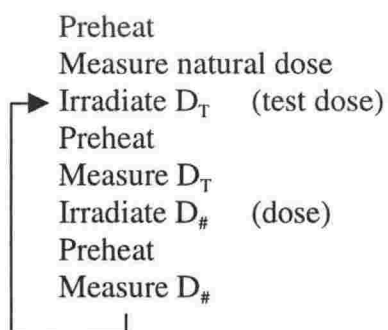 Preheat
Measure natural dose
Irradiate D_T (test dose)
Preheat
Measure D_T
Irradiate D_# (dose)
Preheat
Measure D_#